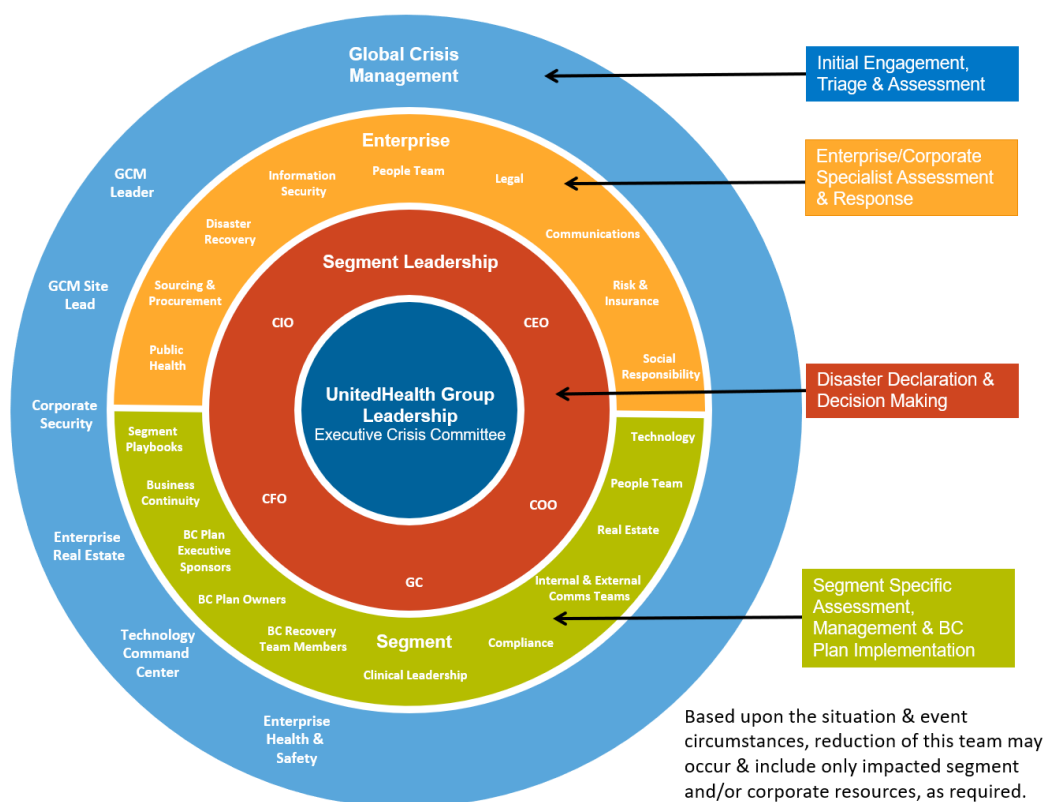 Global Crisis
Management
GCM
Leader
GCM Site
Lead
Corporate
Security
Enterprise
Real Estate
Technology
Command
Center
Enterprise
Health &
Safety
Enterprise
Public
Health
Sourcing &
Procurement
Disaster
Recovery
Information
Security
People Team
Legal
Communications
Risk &
Insurance
Social
Responsibility
Segment Leadership
CIO
CEO
CFO
COO
GC
UnitedHealth Group
Leadership
Executive Crisis Committee
Segment
Playbooks
Business
Continuity
BC Plan
Executive
Sponsors
BC Plan Owners
BC Recovery
Team Members
Segment
Clinical Leadership
Compliance
Internal & External
Comms Teams
Real Estate
People Team
Technology
Initial Engagement,
Triage & Assessment
Enterprise/Corporate
Specialist Assessment
& Response
Disaster Declaration &
Decision Making
Segment Specific
Assessment,
Management & BC
Plan Implementation
Based upon the situation & event
circumstances, reduction of this team may
occur & include only impacted segment
and/or corporate resources, as required.